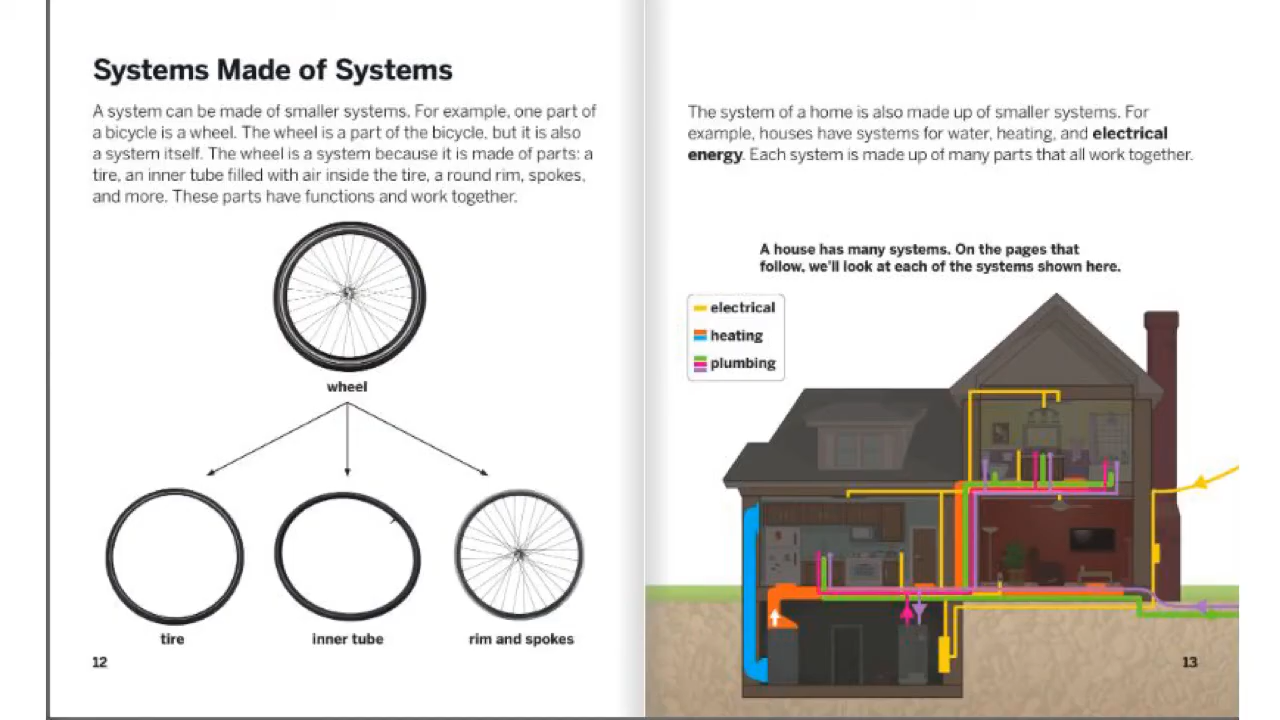 Systems Made of Systems
A system can be made of smaller systems. For example, one part of
a bicycle is a wheel. The wheel is a part of the bicycle, but it is also
a system itself. The wheel is a system because it is made of parts: a
tire, an inner tube filled with air inside the tire, a round rim, spokes,
and more. These parts have functions and work together.
wheel
tire
inner tube
rim and spokes
12
The system of a home is also made up of smaller systems. For
example, houses have systems for water, heating, and electrical
energy. Each system is made up of many parts that all work together.
A house has many systems. On the pages that
follow, we'll look at each of the systems shown here.
electrical
heating
plumbing
13